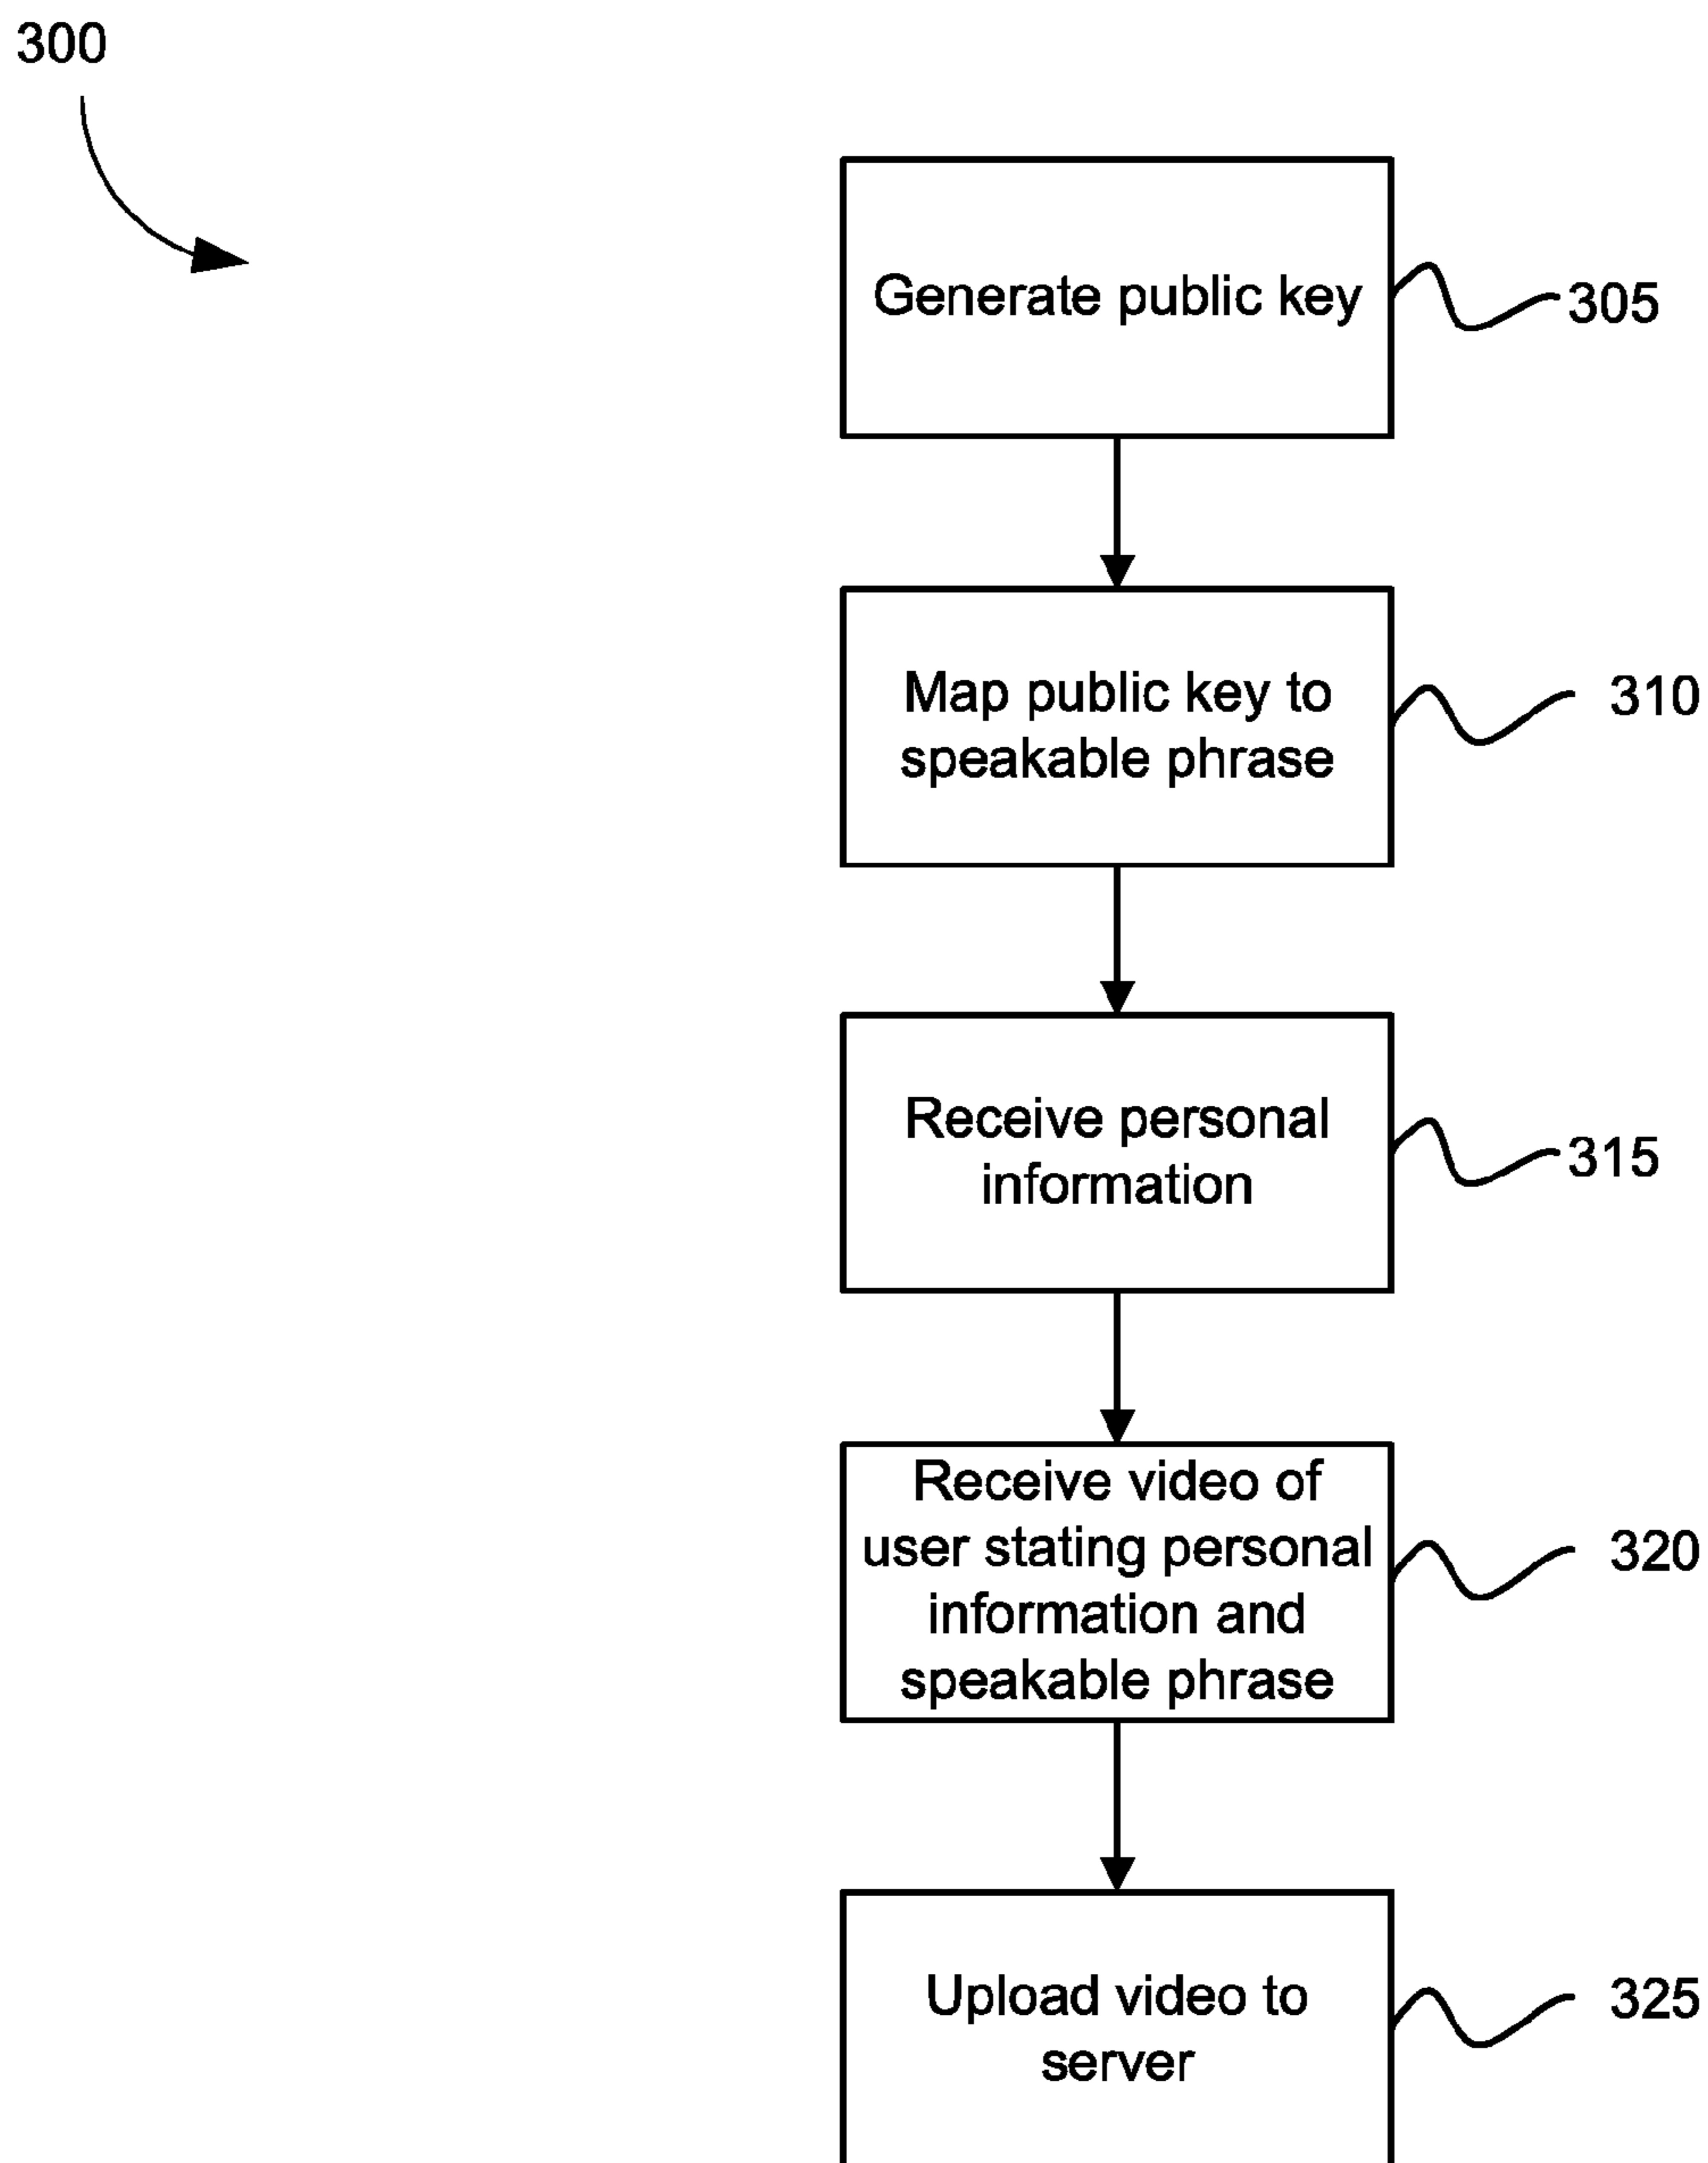 300
Generate public key
305
Map public key to
speakable phrase
310
Receive personal
information
315
Receive video of
user stating personal
information and
speakable phrase
320
Upload video to
server
325